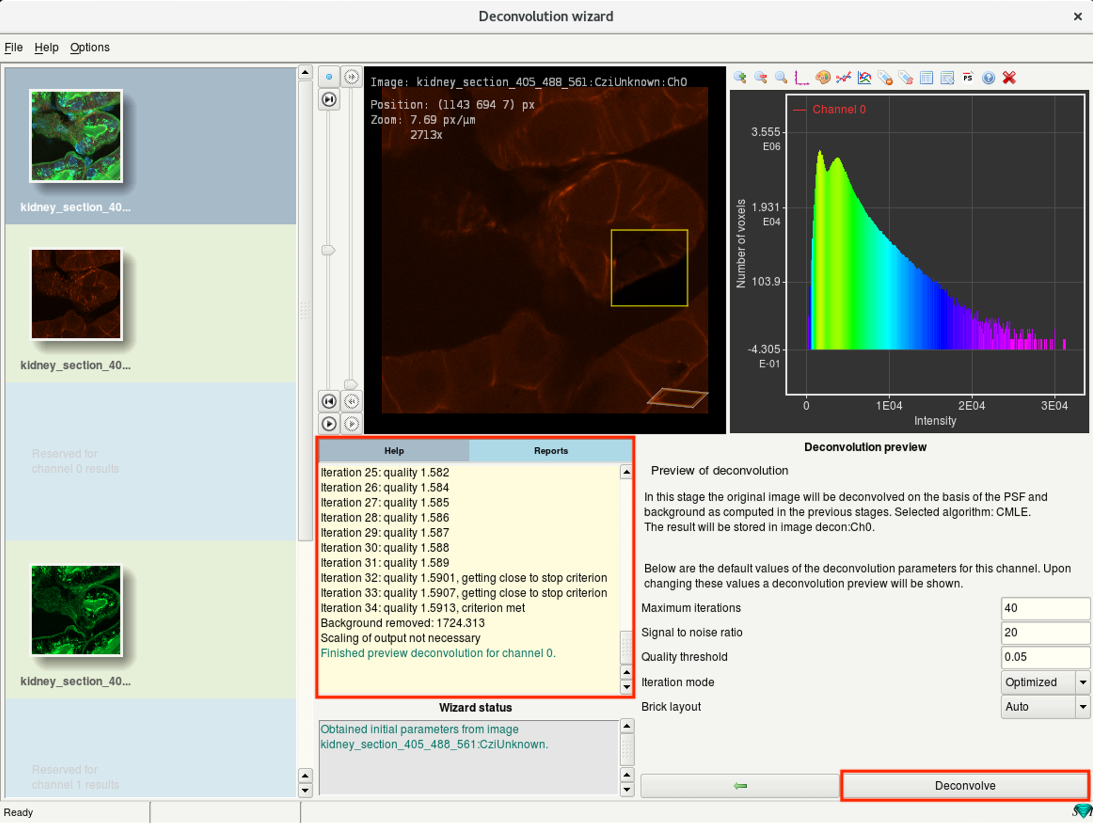 Deconvolution wizard
File Help Options
kidney_section_40...
kidney_section_40...
Reserved for
channel 0 results
kidney_section_40...
Reserved for
channel 1 results
Image: kidney_section_405_488_561:CziUnknown:Ch0
Position: (1143 694 7) px
Zoom: 7.69 px/µm
2713x
PS
Channel 0
3.555
E06
1.931
E04
103.9
-4.305
E-01
Number of voxels
0 1E04 2E04 3E04
Intensity
Help Reports
Iteration 25: quality 1.582
Iteration 26: quality 1.584
Iteration 27: quality 1.585
Iteration 28: quality 1.586
Iteration 29: quality 1.587
Iteration 30: quality 1.588
Iteration 31: quality 1.589
Iteration 32: quality 1.5901, getting close to stop criterion
Iteration 33: quality 1.5907, getting close to stop criterion
Iteration 34: quality 1.5913, criterion met
Background removed: 1724.313
Scaling of output not necessary
Finished preview deconvolution for channel 0.
Wizard status
Obtained initial parameters from image
kidney_section_405_488_561:CziUnknown.
Deconvolution preview
Preview of deconvolution
In this stage the original image will be deconvolved on the basis of the PSF and
background as computed in the previous stages. Selected algorithm: CMLE.
The result will be stored in image decon:Ch0.
Below are the default values of the deconvolution parameters for this channel. Upon
changing these values a deconvolution preview will be shown.
Maximum iterations 40
Signal to noise ratio 20
Quality threshold 0.05
Iteration mode Optimized
Brick layout Auto
Deconvolve
Ready